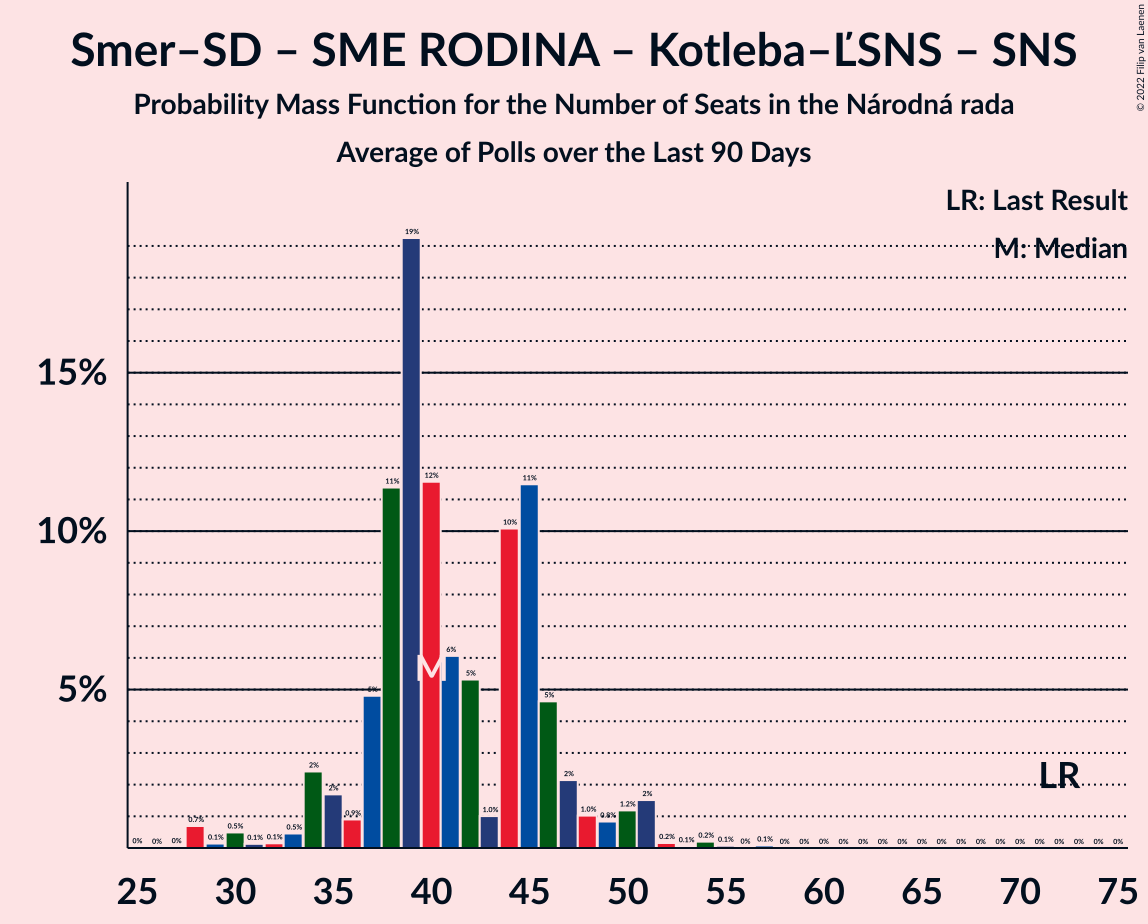 Smer–SD – SME RODINA – Kotleba–ĽSNS – SNS
Probability Mass Function for the Number of Seats in the Národná rada
Average of Polls over the Last 90 Days
© 2022 Filip van Laenen
LR: Last Result
M: Median
15%
10%
5%
0% 0% 0% 0.7% 0.1% 0.5% 0.1% 0.1% 0.5% 2% 2% 0.9% 5% 11% 19% 12% 6% 5% 1.0% 10% 11% 5% 2% 1.0% 0.8% 1.2% 2% 0.2% 0.1% 0.2% 0.1% 0% 0.1% 0% 0% 0% 0% 0% 0% 0% 0% 0% 0% 0% 0% 0% 0% 0% 0% 0% 0%
M
LR
25 30 35 40 45 50 55 60 65 70 75